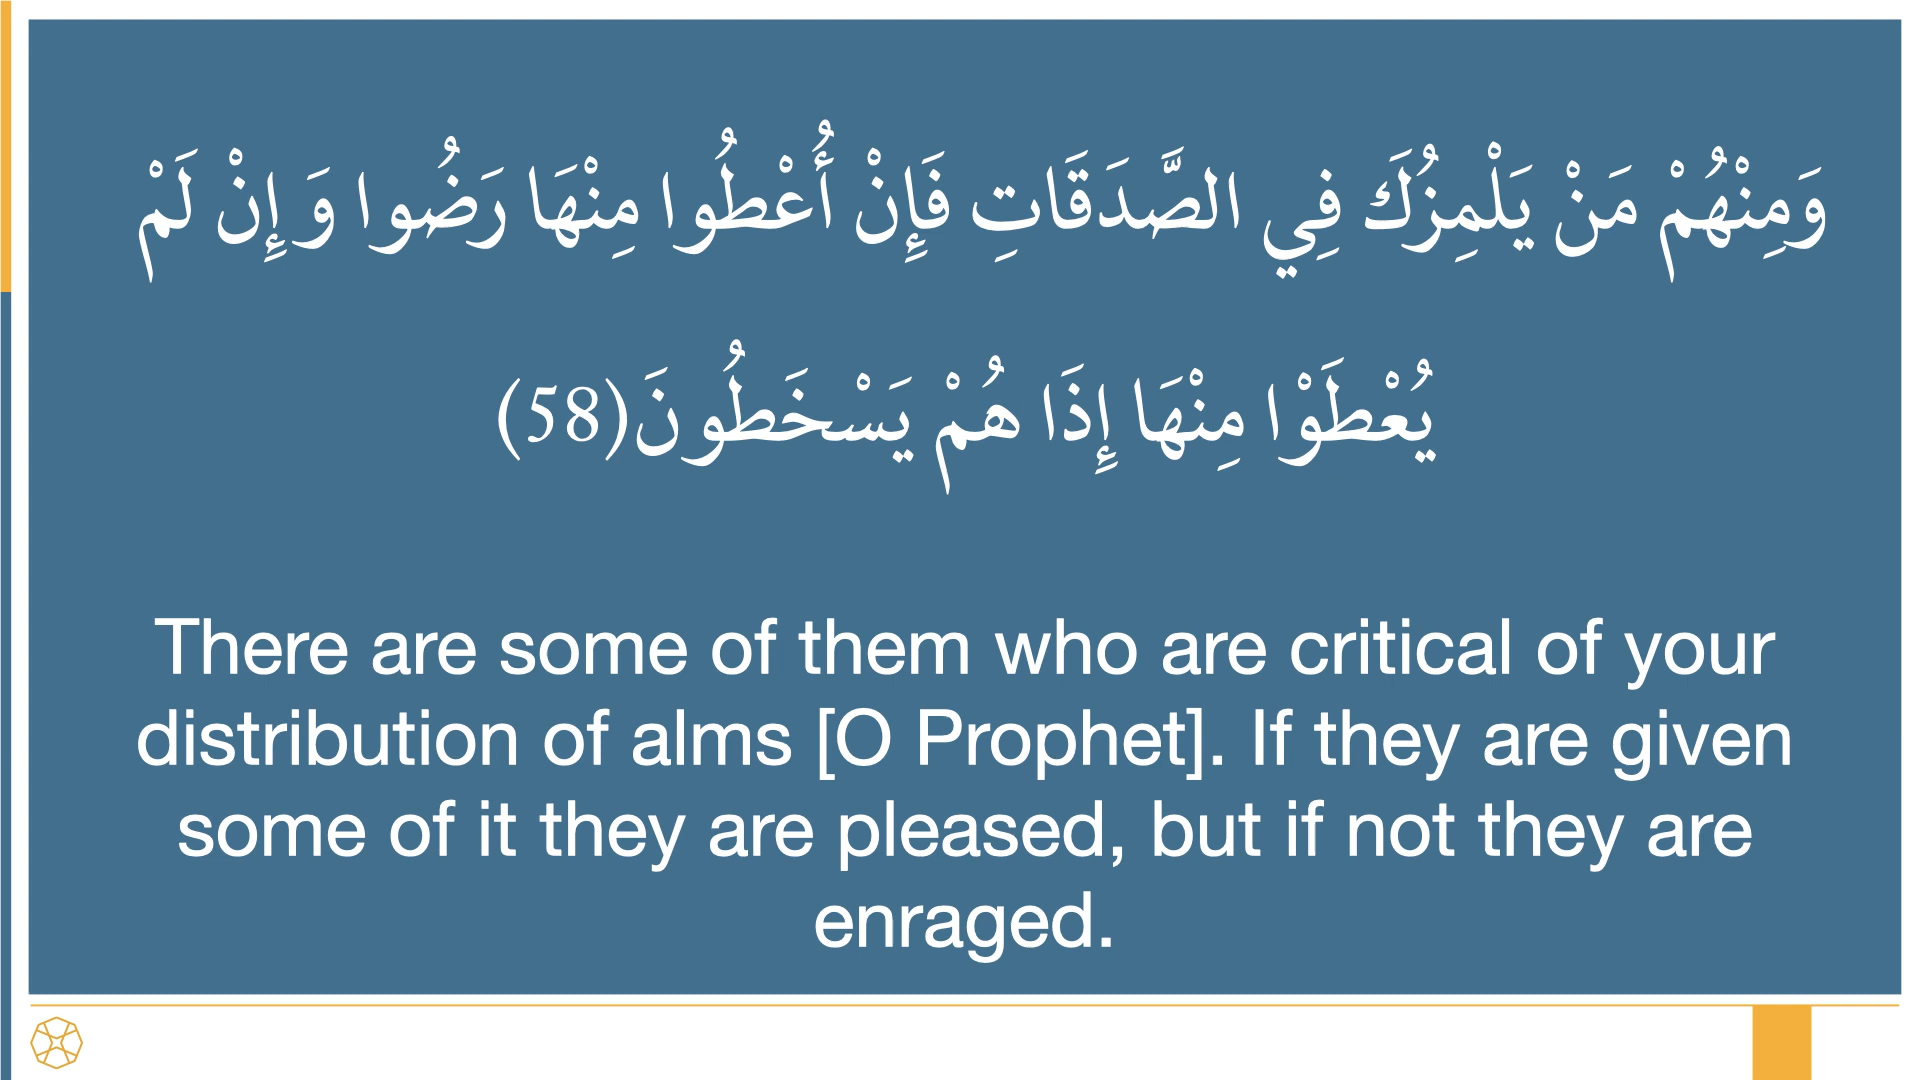 وَمِنْهُمْ مَنْ يَلْمِزُكَ فِي الصَّدَقَاتِ فَإِنْ أُعْطُوا مِنْهَا رَضُوا وَإِنْ لَمْ
يُعْطَوْا مِنْهَا إِذَا هُمْ يَسْخَطُونَ(58)
There are some of them who are critical of your
distribution of alms [O Prophet]. If they are given
some of it they are pleased, but if not they are
enraged.